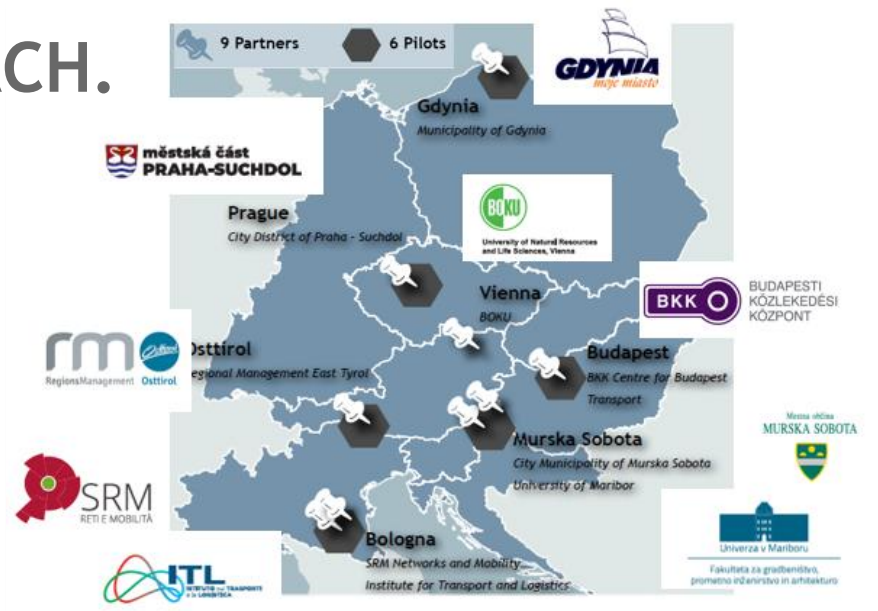 ACH.
9 Partners
6 Pilots
GDYNIA
moje miasto
Gdynia
Municipality of Gdynia
městská část
PRAHA-SUCHDOL
Prague
City District of Praha - Suchdol
BOKU
University of Natural Resources
and Life Sciences, Vienna
Vienna
BOKU
BKK
BUDAPESTI
KÖZLEKEDÉSI
KÖZPONT
rm
RegionsManagement Osttirol
Osttirol
sttirol
egional Management East Tyrol
Budapest
BKK Centre for Budapest
Transport
Mestna občina
MURSKA SOBOTA
Murska Sobota
City Municipality of Murska Sobota
University of Maribor
SRM
RETI E MOBILITÀ
Univerza v Mariboru
Fakulteta za gradbeništvo,
prometno inženirstvo in arhitekturo
Bologna
SRM Networks and Mobility
Institute for Transport and Logistics
ITL